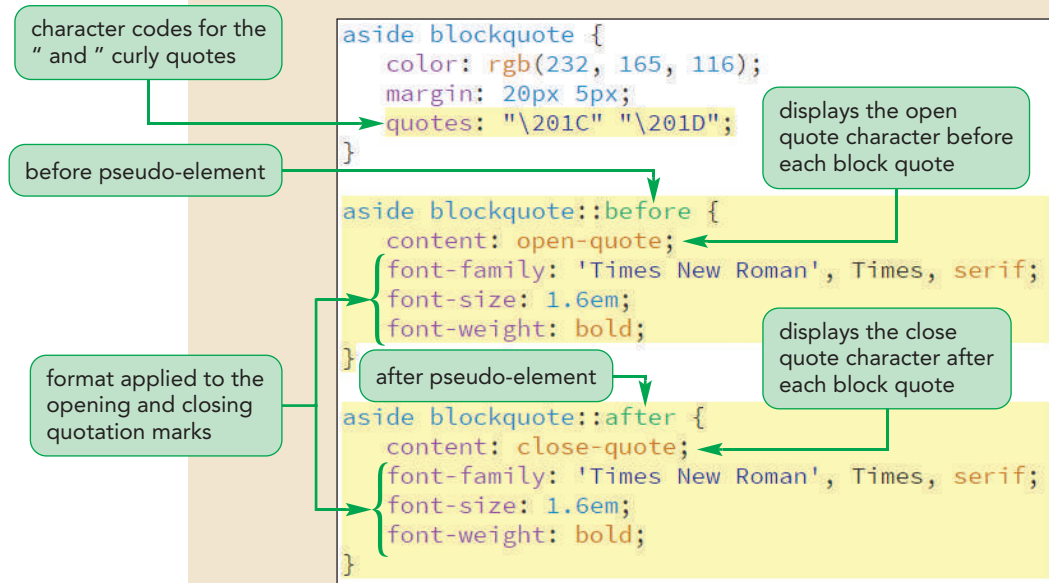 character codes for the
“ and ” curly quotes
aside blockquote {
color: rgb(232, 165, 116);
margin: 20px 5px;
quotes: "\201C" "\201D";
}
displays the open
quote character before
each block quote
before pseudo-element
aside blockquote::before {
content: open-quote;
font-family: 'Times New Roman', Times, serif;
font-size: 1.6em;
font-weight: bold;
}
format applied to the
opening and closing
quotation marks
after pseudo-element
displays the close
quote character after
each block quote
aside blockquote::after {
content: close-quote;
font-family: 'Times New Roman', Times, serif;
font-size: 1.6em;
font-weight: bold;
}